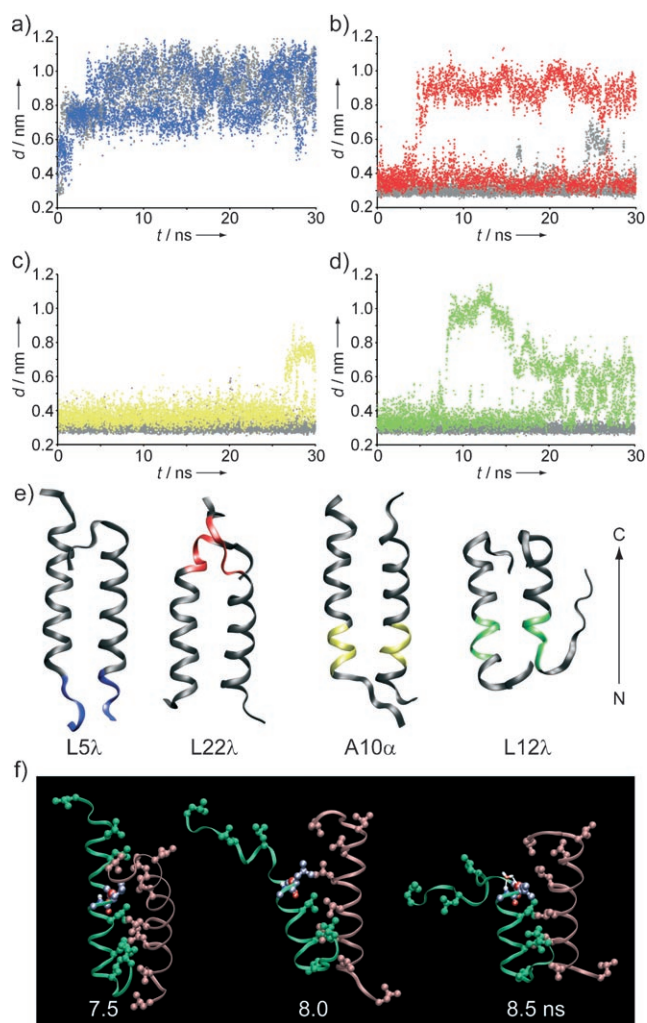 a)
1.2
1.0
0.8
0.6
0.4
0.2
d / nm →
0
10
20
30
t / ns →
b)
1.2
1.0
0.8
0.6
0.4
0.2
d / nm →
0
10
20
30
t / ns →
c)
1.2
1.0
0.8
0.6
0.4
0.2
d / nm →
0
10
20
30
t / ns →
d)
1.2
1.0
0.8
0.6
0.4
0.2
d / nm →
0
10
20
30
t / ns →
e)
C
N
L5λ
L22λ
A10α
L12λ
f)
7.5
8.0
8.5 ns